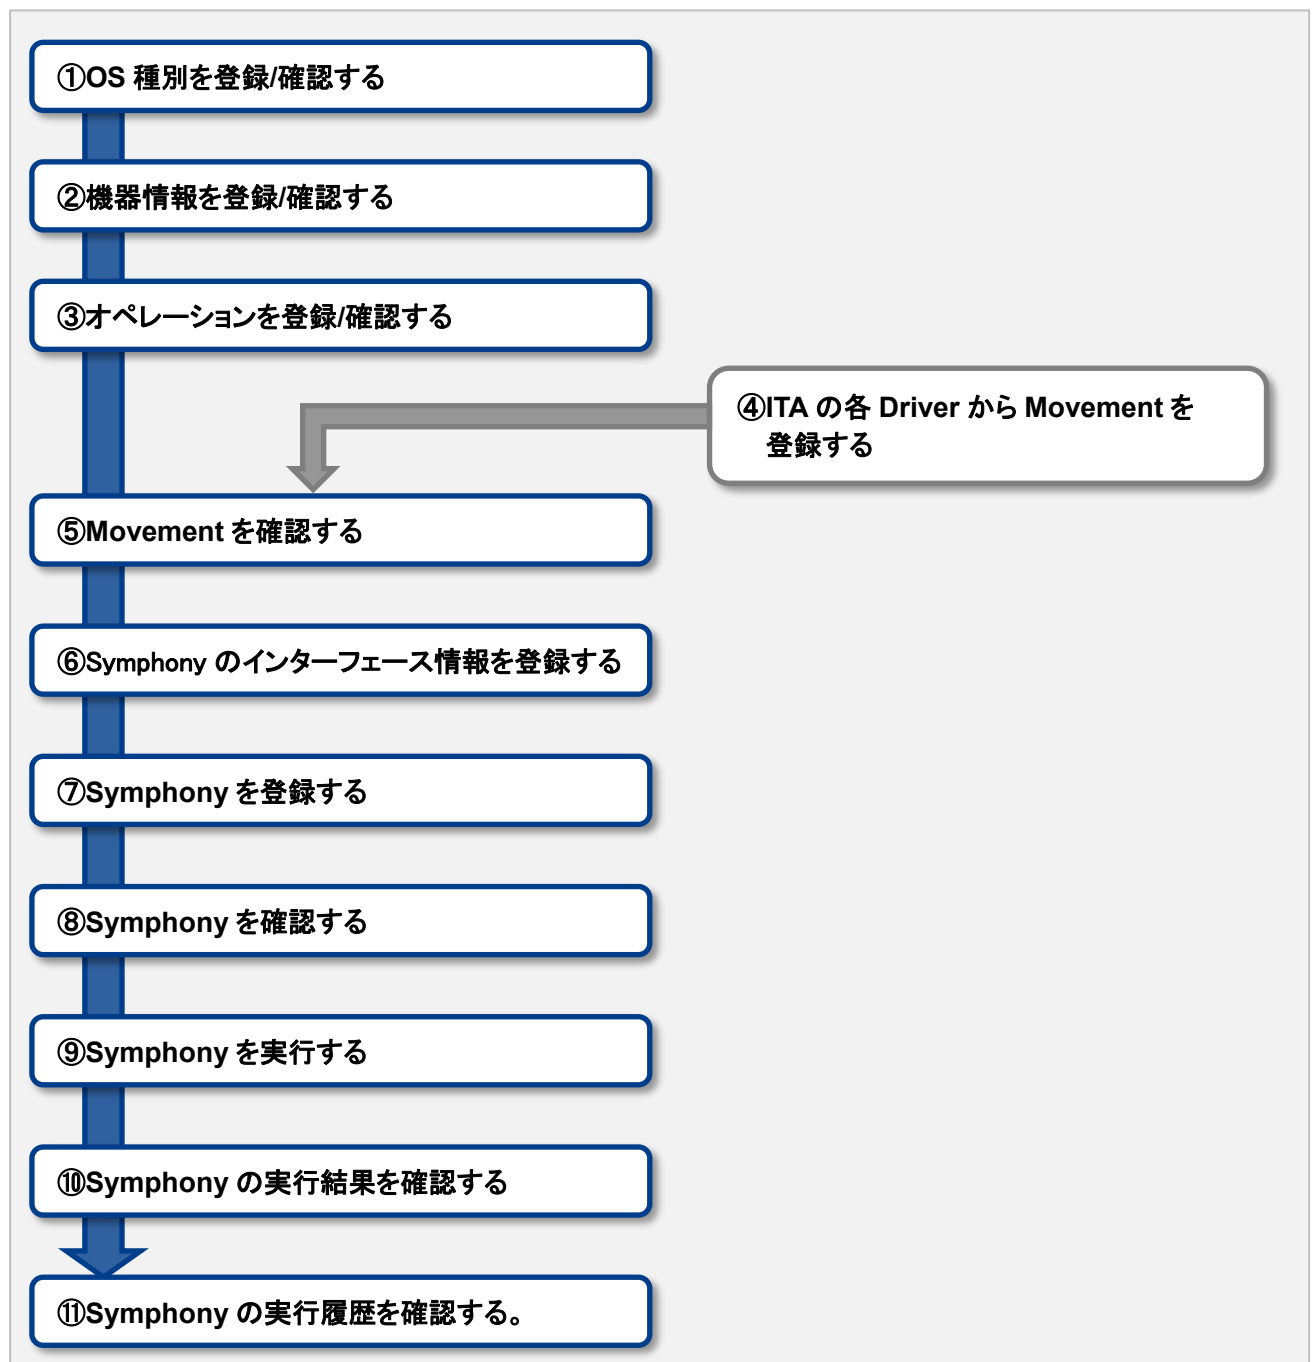 ①OS 種別を登録/確認する
②機器情報を登録/確認する
③オペレーションを登録/確認する
④ITA の各 Driver から Movement を
登録する
⑤Movement を確認する
⑥Symphony のインターフェース情報を登録する
⑦Symphony を登録する
⑧Symphony を確認する
⑨Symphony を実行する
⑩Symphony の実行結果を確認する
⑪Symphony の実行履歴を確認する。